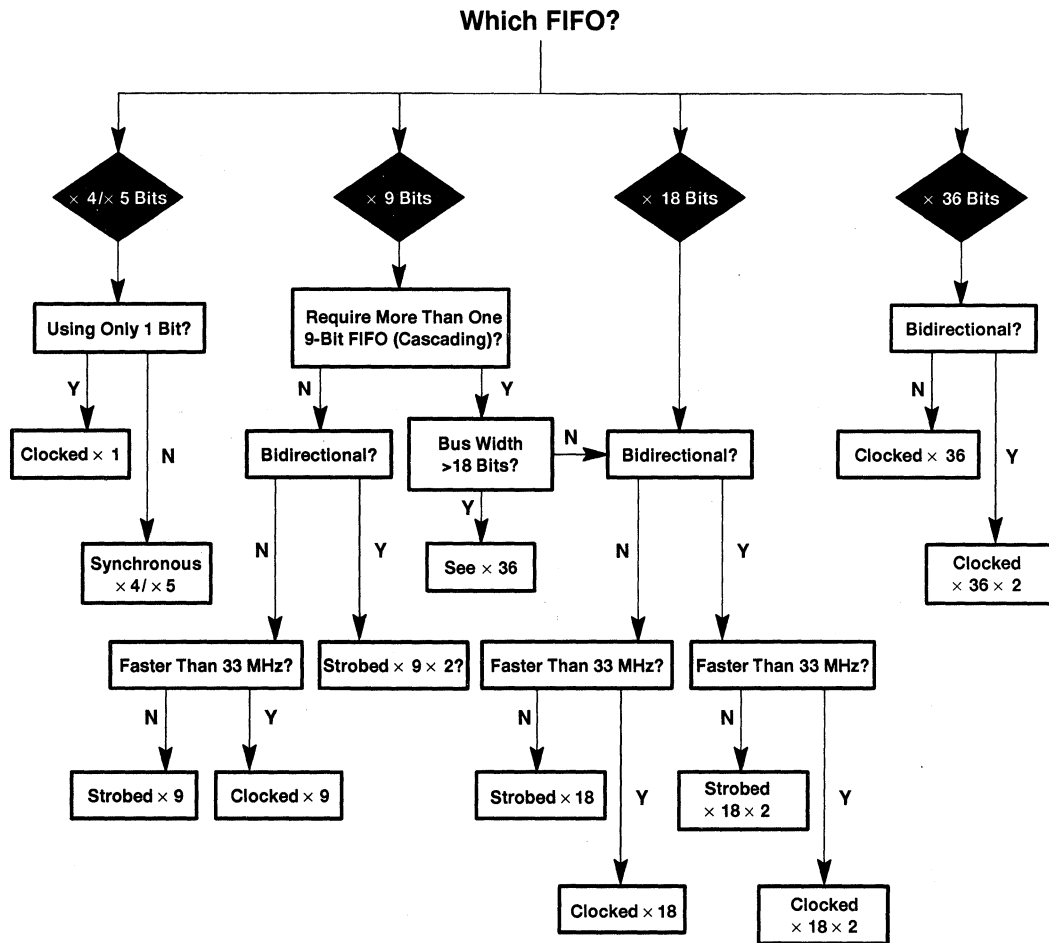 Which FIFO?
× 4/× 5 Bits
× 9 Bits
× 18 Bits
× 36 Bits
Using Only 1 Bit?
Require More Than One
9-Bit FIFO (Cascading)?
Bidirectional?
Y
N
N
Y
N
Y
Clocked × 1
Bidirectional?
Bus Width
>18 Bits?
N
Bidirectional?
Clocked × 36
Y
N
Y
N
Y
Synchronous
× 4/ × 5
See × 36
Clocked
× 36 × 2
Faster Than 33 MHz?
Strobed × 9 × 2?
Faster Than 33 MHz?
Faster Than 33 MHz?
N
Y
N
Y
N
Y
Strobed × 9
Clocked × 9
Strobed × 18
Strobed
× 18 × 2
Clocked × 18
Clocked
× 18 × 2